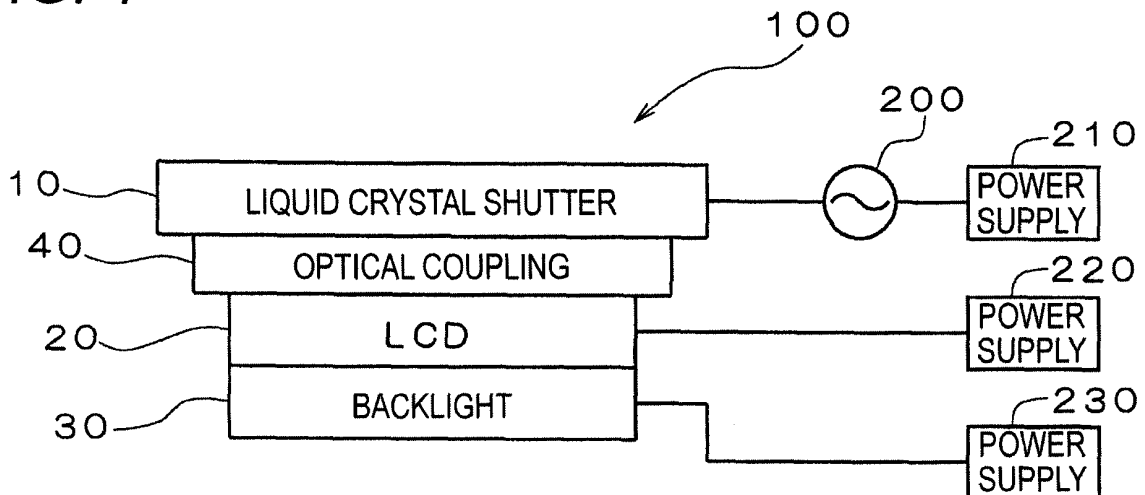 100
200
210
10
LIQUID CRYSTAL SHUTTER
POWER
SUPPLY
40
OPTICAL COUPLING
220
20
LCD
POWER
SUPPLY
30
BACKLIGHT
230
POWER
SUPPLY